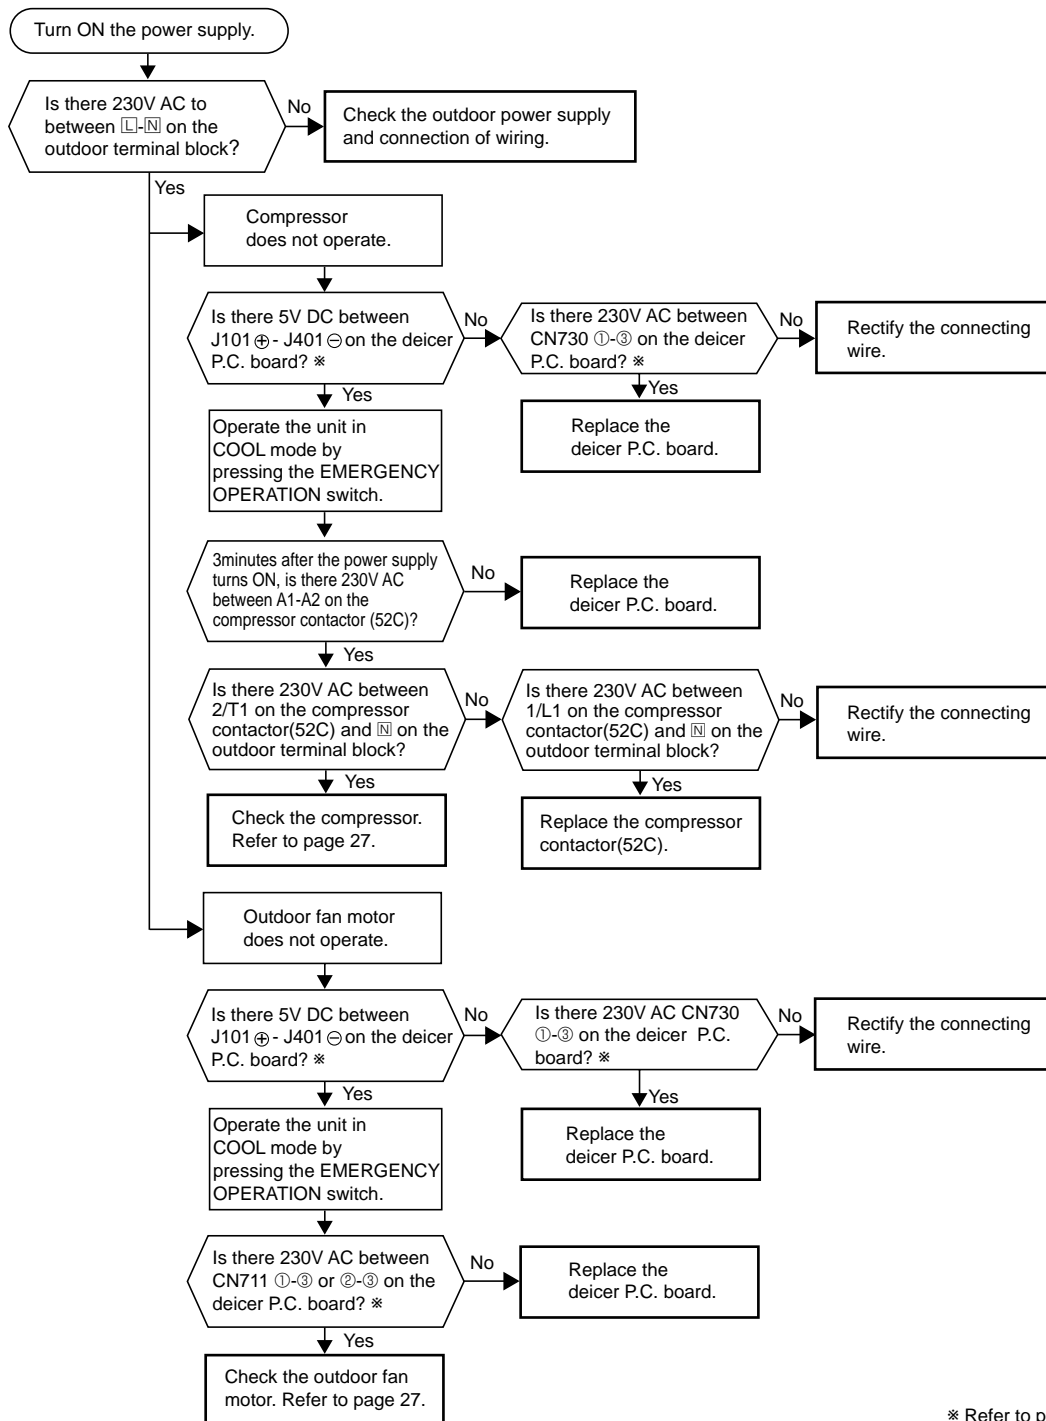 Turn ON the power supply.
Is there 230V AC to
between L-N on the
outdoor terminal block?
No
Check the outdoor power supply
and connection of wiring.
Yes
Compressor
does not operate.
Is there 5V DC between
J101 ⊕ - J401 ⊖ on the deicer
P.C. board? ※
No
Is there 230V AC between
CN730 ①-③ on the deicer
P.C. board? ※
No
Rectify the connecting
wire.
Yes
Yes
Operate the unit in
COOL mode by
pressing the EMERGENCY
OPERATION switch.
Replace the
deicer P.C. board.
3minutes after the power supply
turns ON, is there 230V AC
between A1-A2 on the
compressor contactor (52C)?
No
Replace the
deicer P.C. board.
Yes
Is there 230V AC between
2/T1 on the compressor
contactor(52C) and N on the
outdoor terminal block?
No
Is there 230V AC between
1/L1 on the compressor
contactor(52C) and N on the
outdoor terminal block?
No
Rectify the connecting
wire.
Yes
Yes
Check the compressor.
Refer to page 27.
Replace the compressor
contactor(52C).
Outdoor fan motor
does not operate.
Is there 5V DC between
J101 ⊕ - J401 ⊖ on the deicer
P.C. board? ※
No
Is there 230V AC CN730
①-③ on the deicer P.C.
board? ※
No
Rectify the connecting
wire.
Yes
Yes
Operate the unit in
COOL mode by
pressing the EMERGENCY
OPERATION switch.
Replace the
deicer P.C. board.
Is there 230V AC between
CN711 ①-③ or ②-③ on the
deicer P.C. board? ※
No
Replace the
deicer P.C. board.
Yes
Check the outdoor fan
motor. Refer to page 27.
※ Refer to p